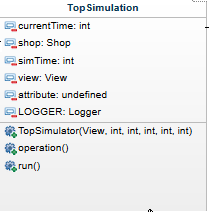 TopSimulation
currentTime: int
shop: Shop
simTime: int
view: View
attribute: undefined
LOGGER: Logger
TopSimulator(View, int, int, int, int, int)
operation()
run()